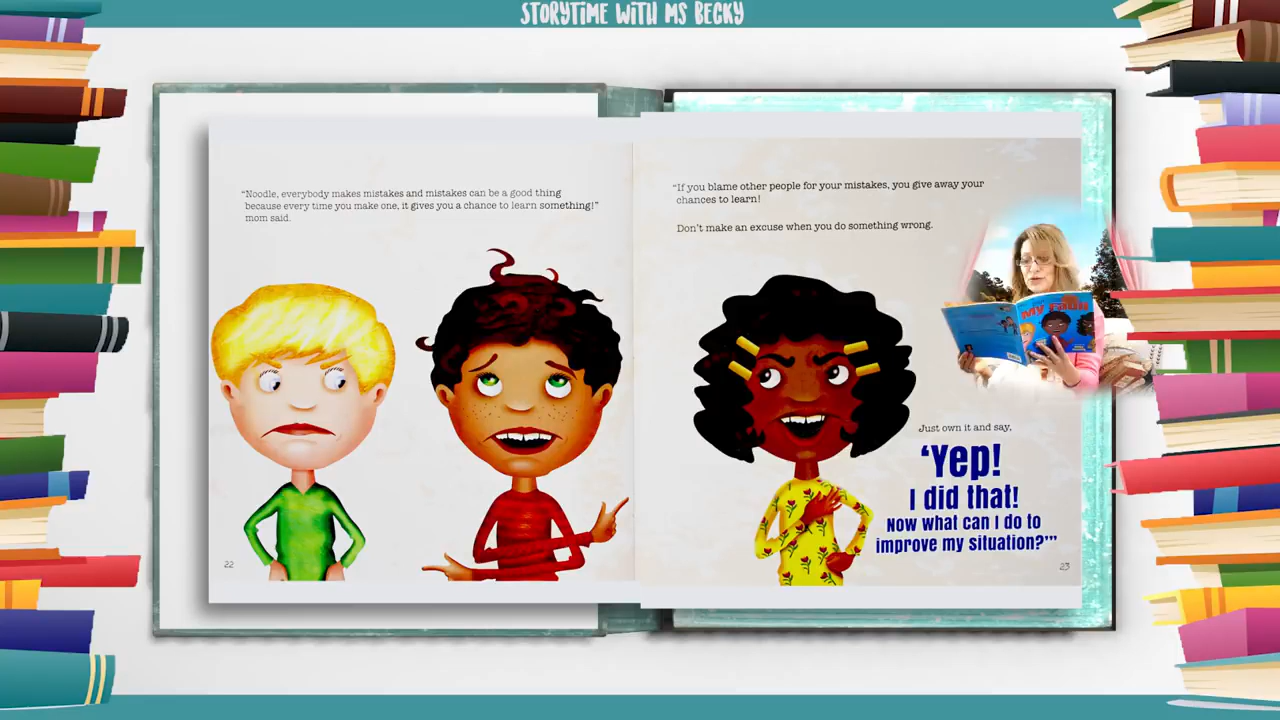 STORYTIME WITH MS BECKY
“Noodle, everybody makes mistakes and mistakes can be a good thing
because every time you make one, it gives you a chance to learn something!”
mom said.
“If you blame other people for your mistakes, you give away your
chances to learn!
Don’t make an excuse when you do something wrong.
MY FAULT
Just own it and say,
‘Yep!
I did that!
Now what can I do to
improve my situation?’”
22
23